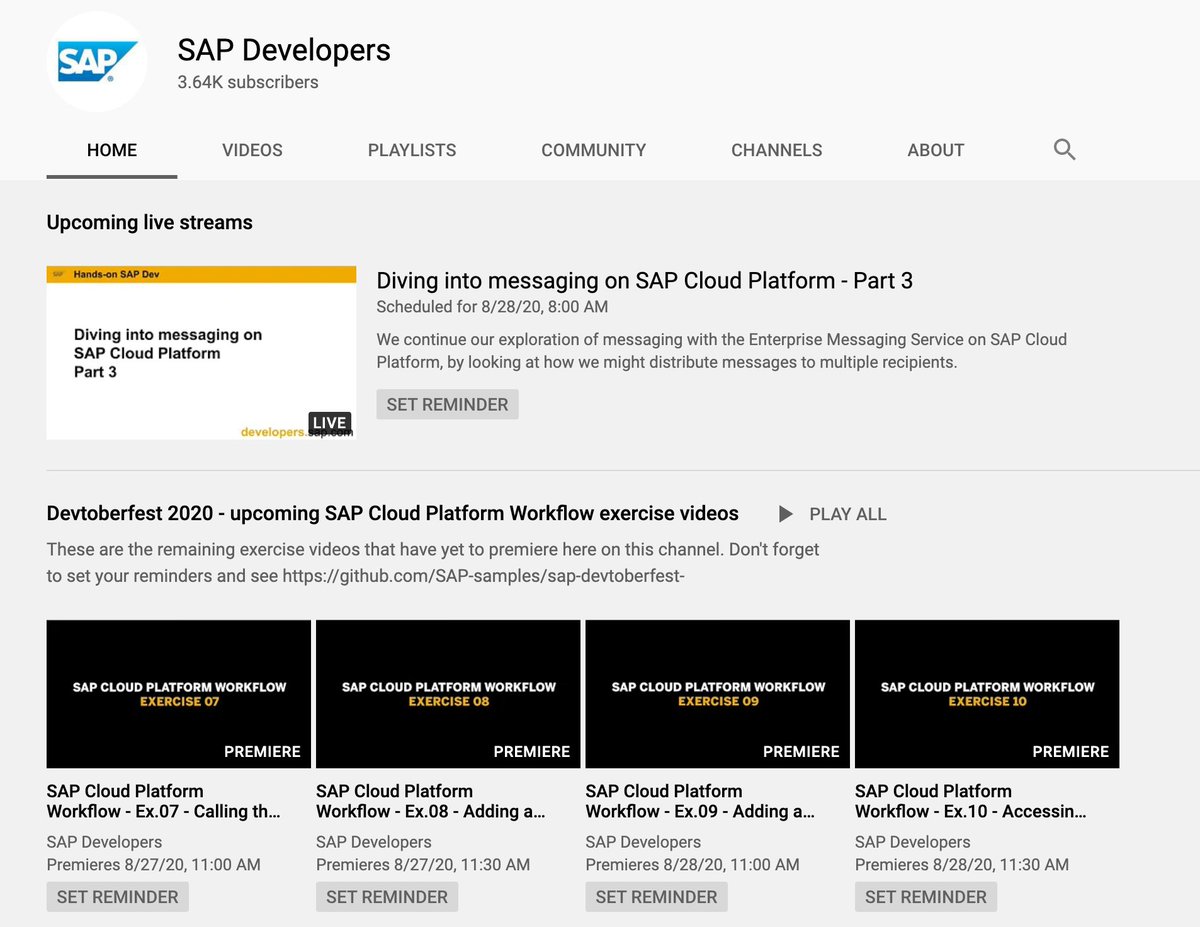 SAP
®
SAP Developers
3.64K subscribers
HOME
VIDEOS
PLAYLISTS
COMMUNITY
CHANNELS
ABOUT
Upcoming live streams
SAP Hands-on SAP Dev
Diving into messaging on
SAP Cloud Platform
Part 3
LIVE
developers.sap.com
Diving into messaging on SAP Cloud Platform - Part 3
Scheduled for 8/28/20, 8:00 AM
We continue our exploration of messaging with the Enterprise Messaging Service on SAP Cloud
Platform, by looking at how we might distribute messages to multiple recipients.
SET REMINDER
Devtoberfest 2020 - upcoming SAP Cloud Platform Workflow exercise videos
PLAY ALL
These are the remaining exercise videos that have yet to premiere here on this channel. Don't forget
to set your reminders and see https://github.com/SAP-samples/sap-devtoberfest-
SAP CLOUD PLATFORM WORKFLOW
EXERCISE 07
PREMIERE
SAP Cloud Platform
Workflow - Ex.07 - Calling th...
SAP Developers
Premieres 8/27/20, 11:00 AM
SET REMINDER
SAP CLOUD PLATFORM WORKFLOW
EXERCISE 08
PREMIERE
SAP Cloud Platform
Workflow - Ex.08 - Adding a...
SAP Developers
Premieres 8/27/20, 11:30 AM
SET REMINDER
SAP CLOUD PLATFORM WORKFLOW
EXERCISE 09
PREMIERE
SAP Cloud Platform
Workflow - Ex.09 - Adding a...
SAP Developers
Premieres 8/28/20, 11:00 AM
SET REMINDER
SAP CLOUD PLATFORM WORKFLOW
EXERCISE 10
PREMIERE
SAP Cloud Platform
Workflow - Ex.10 - Accessin...
SAP Developers
Premieres 8/28/20, 11:30 AM
SET REMINDER